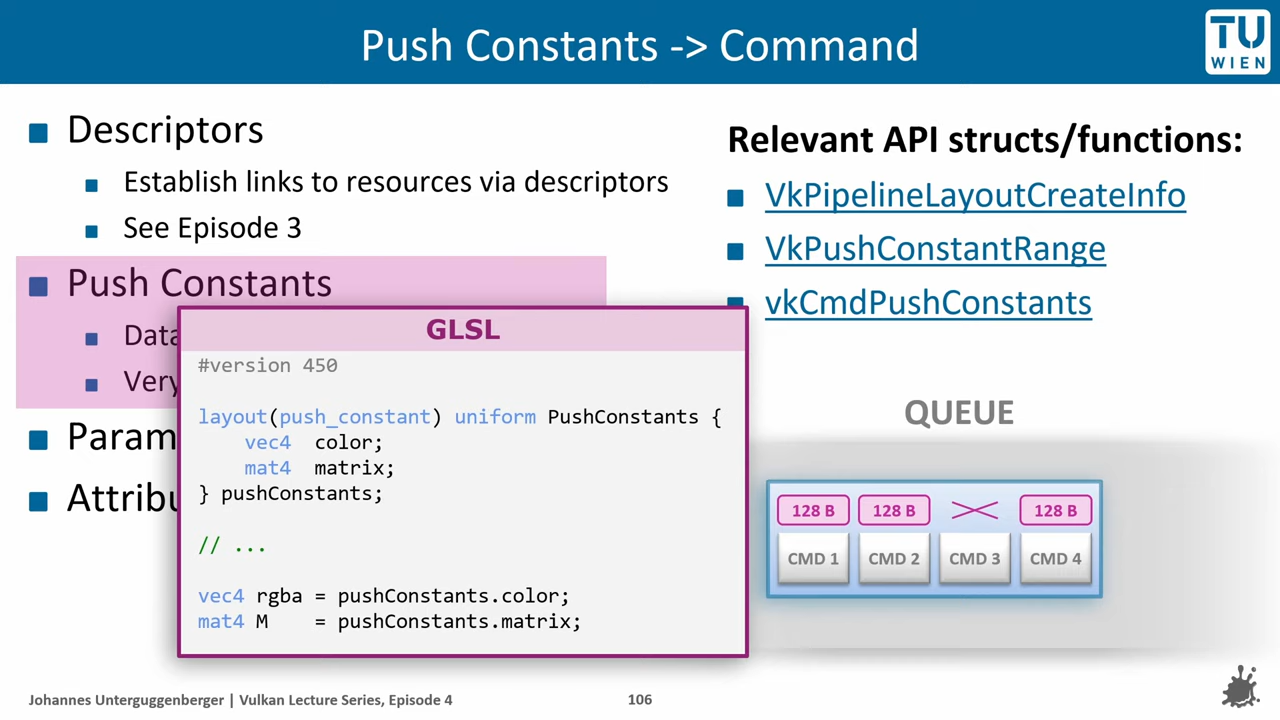 Push Constants -> Command
TU
WIEN
Descriptors
Establish links to resources via descriptors
See Episode 3
Push Constants
Data
Very
Param
Attribu
GLSL
#version 450
layout(push_constant) uniform PushConstants {
vec4 color;
mat4 matrix;
} pushConstants;
// ...
vec4 rgba = pushConstants.color;
mat4 M = pushConstants.matrix;
Relevant API structs/functions:
VkPipelineLayoutCreateInfo
VkPushConstantRange
vkCmdPushConstants
QUEUE
128 B 128 B 128 B
CMD 1 CMD 2 CMD 3 CMD 4
Johannes Unterguggenberger | Vulkan Lecture Series, Episode 4
106